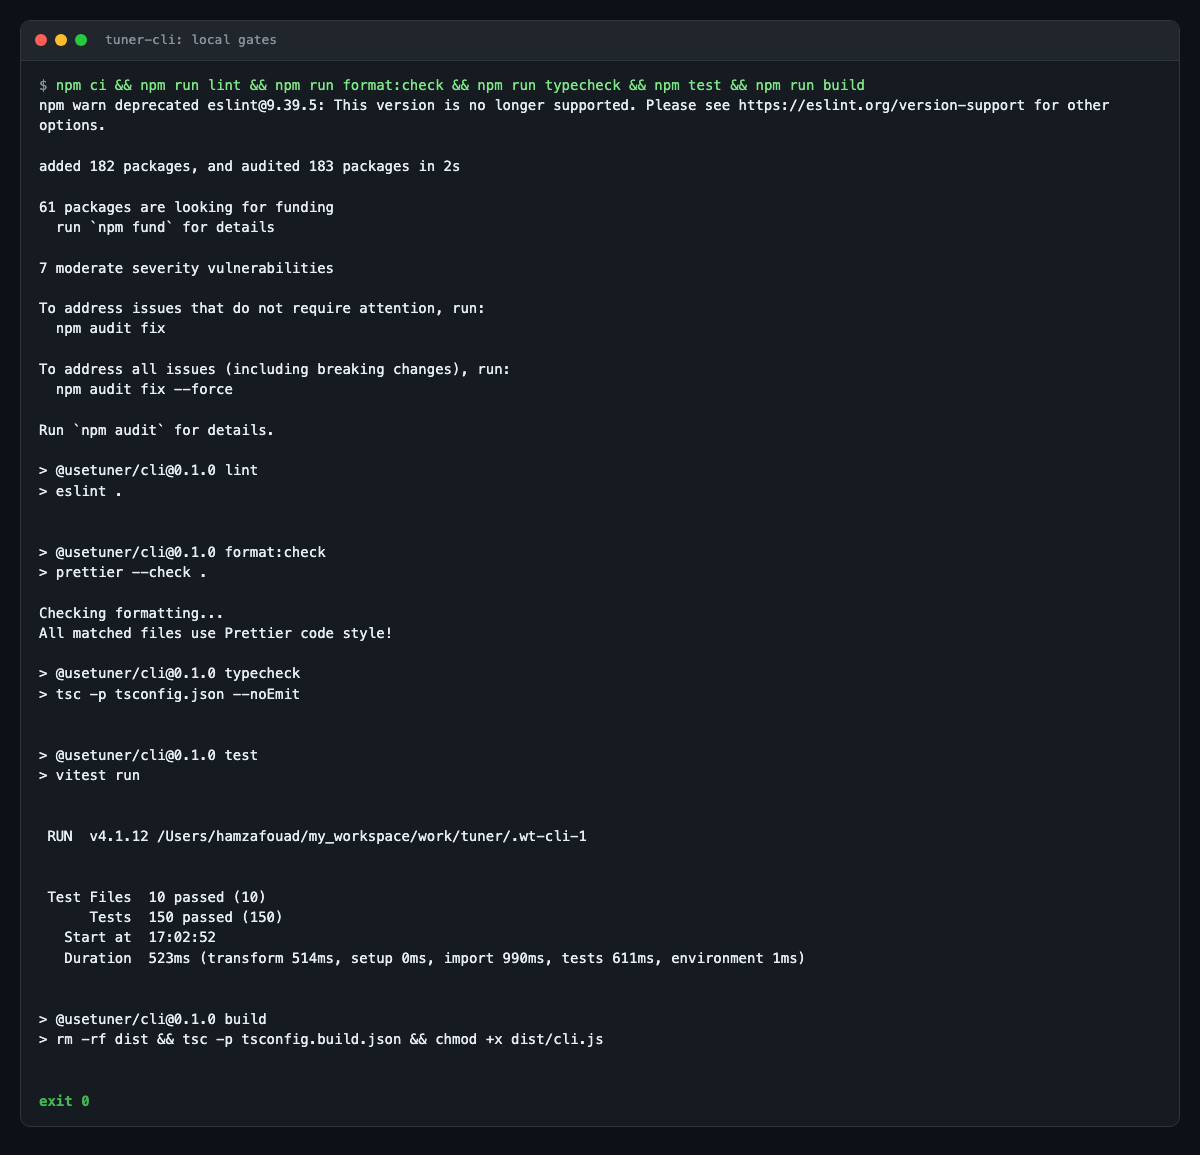 tuner-cli: local gates
$ npm ci && npm run lint && npm run format:check && npm run typecheck && npm test && npm run build
npm warn deprecated eslint@9.39.5: This version is no longer supported. Please see https://eslint.org/version-support for other
options.
added 182 packages, and audited 183 packages in 2s
61 packages are looking for funding
  run `npm fund` for details
7 moderate severity vulnerabilities
To address issues that do not require attention, run:
  npm audit fix
To address all issues (including breaking changes), run:
  npm audit fix --force
Run `npm audit` for details.
> @usetuner/cli@0.1.0 lint
> eslint .
> @usetuner/cli@0.1.0 format:check
> prettier --check .
Checking formatting...
All matched files use Prettier code style!
> @usetuner/cli@0.1.0 typecheck
> tsc -p tsconfig.json --noEmit
> @usetuner/cli@0.1.0 test
> vitest run
 RUN  v4.1.12 /Users/hamzafouad/my_workspace/work/tuner/.wt-cli-1
 Test Files  10 passed (10)
      Tests  150 passed (150)
   Start at  17:02:52
   Duration  523ms (transform 514ms, setup 0ms, import 990ms, tests 611ms, environment 1ms)
> @usetuner/cli@0.1.0 build
> rm -rf dist && tsc -p tsconfig.build.json && chmod +x dist/cli.js
exit 0